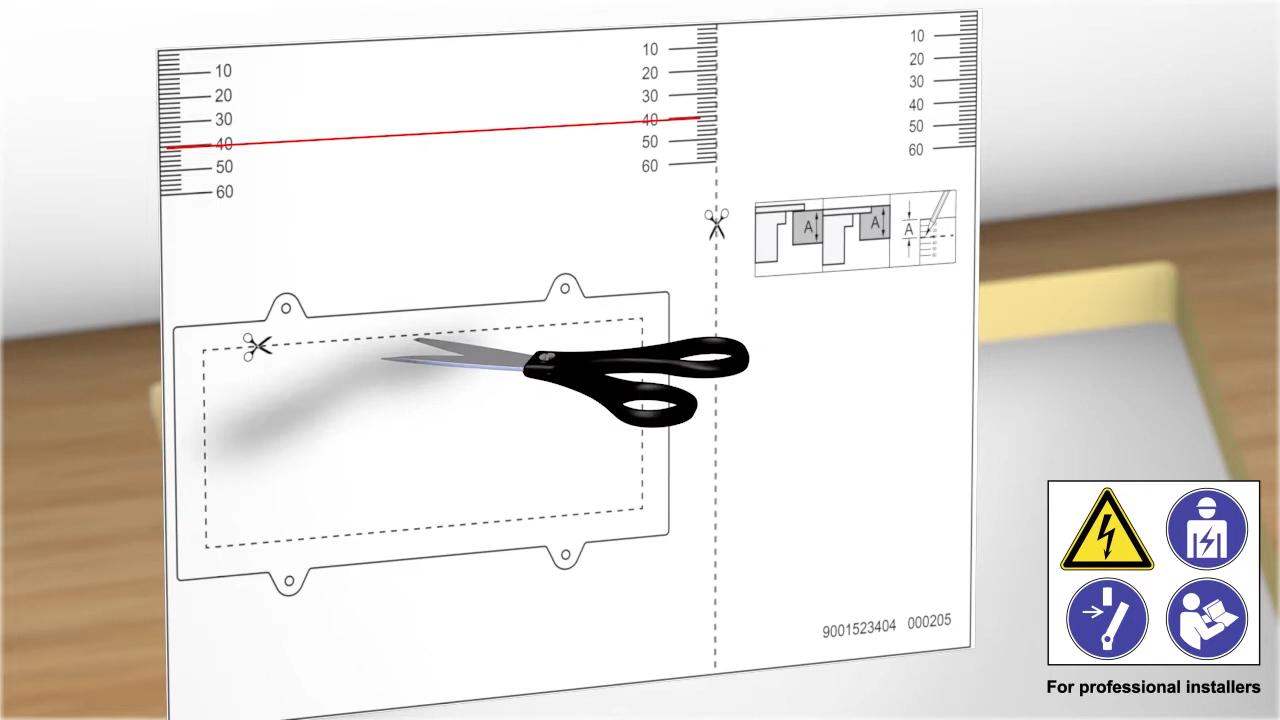 10 10 10
20 20 20
30 30 30
40 40 40
50 50 50
60 60 60
A A A
9001523404 000205
For professional installers